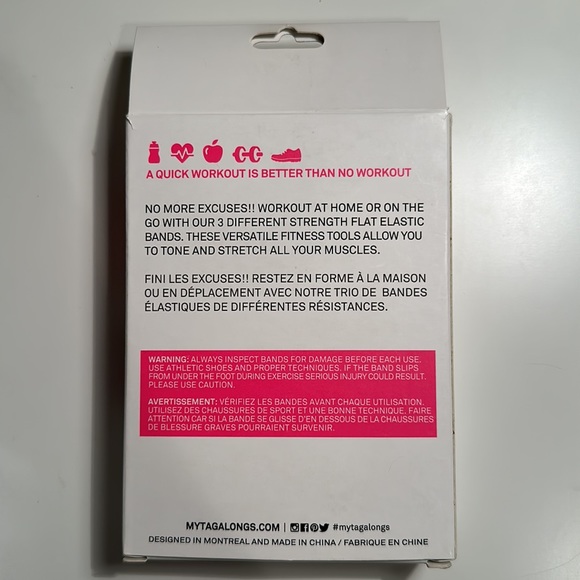 A QUICK WORKOUT IS BETTER THAN NO WORKOUT
NO MORE EXCUSES!! WORKOUT AT HOME OR ON THE
GO WITH OUR 3 DIFFERENT STRENGTH FLAT ELASTIC
BANDS. THESE VERSATILE FITNESS TOOLS ALLOW YOU
TO TONE AND STRETCH ALL YOUR MUSCLES.
FINI LES EXCUSES!! RESTEZ EN FORME À LA MAISON
OU EN DÉPLACEMENT AVEC NOTRE TRIO DE BANDES
ÉLASTIQUES DE DIFFÉRENTES RÉSISTANCES.
WARNING: ALWAYS INSPECT BANDS FOR DAMAGE BEFORE EACH USE.
USE ATHLETIC SHOES AND PROPER TECHNIQUES. IF THE BAND SLIPS
FROM UNDER THE FOOT DURING EXERCISE SERIOUS INJURY COULD RESULT.
PLEASE USE CAUTION.
AVERTISSEMENT: VÉRIFIEZ LES BANDES AVANT CHAQUE UTILISATION.
UTILISEZ DES CHAUSSURES DE SPORT ET UNE BONNE TECHNIQUE. FAIRE
ATTENTION CAR SI LA BANDE SE GLISSE D'EN DESSOUS DE LA CHAUSSURES
DE BLESSURE GRAVES POURRAIENT SURVENIR.
MYTAGALONGS.COM | #mytagalongs
DESIGNED IN MONTREAL AND MADE IN CHINA / FABRIQUE EN CHINE